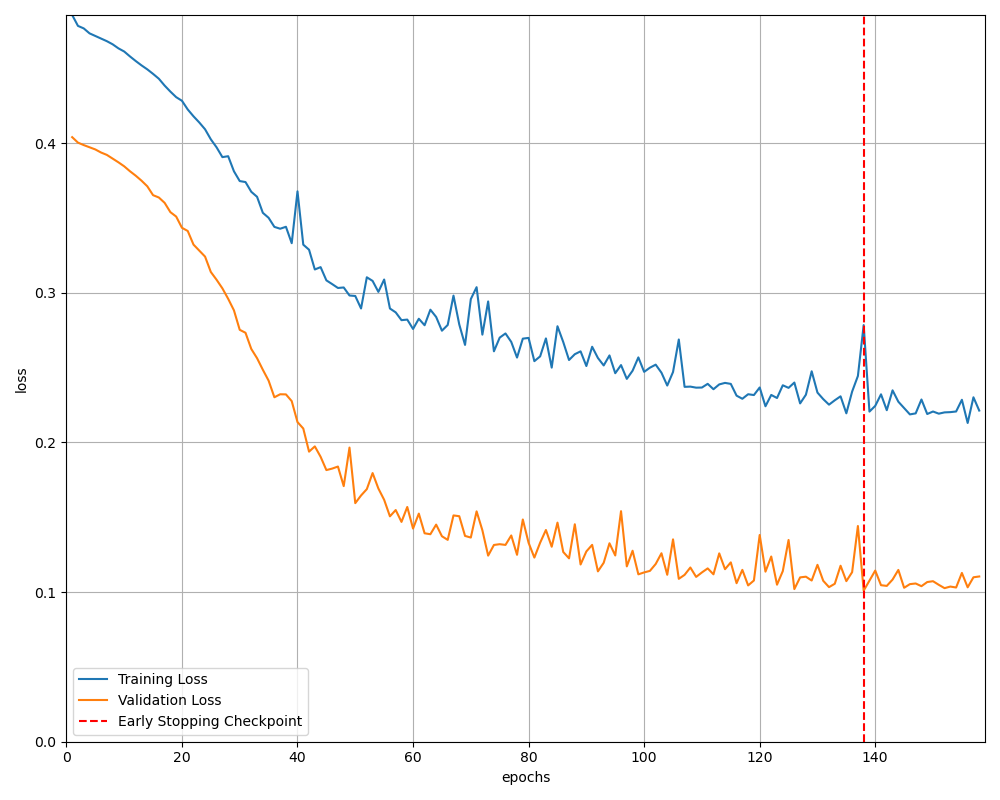 loss
0.4
0.3
0.2
0.1
0.0
Training Loss
Validation Loss
Early Stopping Checkpoint
0 20 40 60 80 100 120 140
epochs